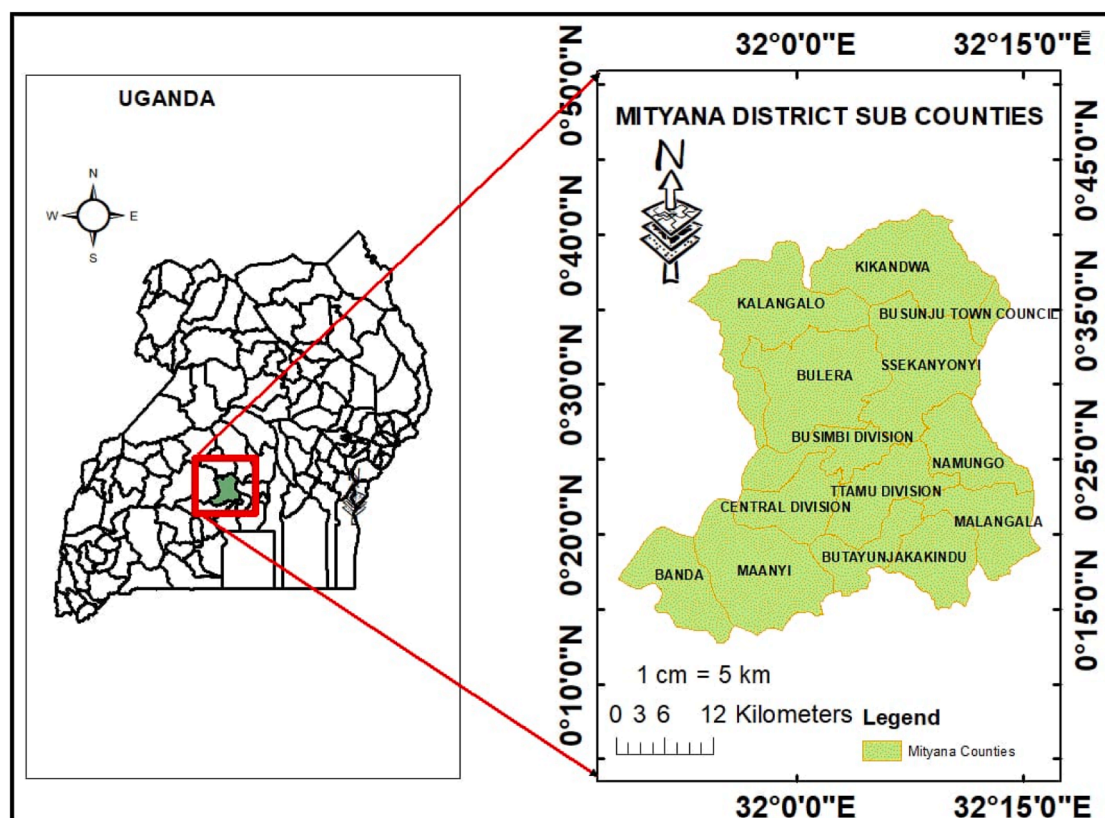 UGANDA
N
W
E
S
32°0'0"E
32°15'0"E
MITYANA DISTRICT SUB COUNTIES
N
0°50'0"N
0°40'0"N
0°30'0"N
0°20'0"N
0°10'0"N
0°45'0"N
0°35'0"N
0°25'0"N
0°15'0"N
KIKANDWA
KALANGALO
BUSUNJU TOWN COUNCIL
SSEKANYONYI
BULERA
BUSIMBI DIVISION
NAMUNGO
TTAMU DIVISION
CENTRAL DIVISION
MALANGALA
BUTAYUNJAKAKINDU
MAANYI
BANDA
1 cm = 5 km
0 3 6 12 Kilometers
Legend
Mityana Counties
32°0'0"E
32°15'0"E